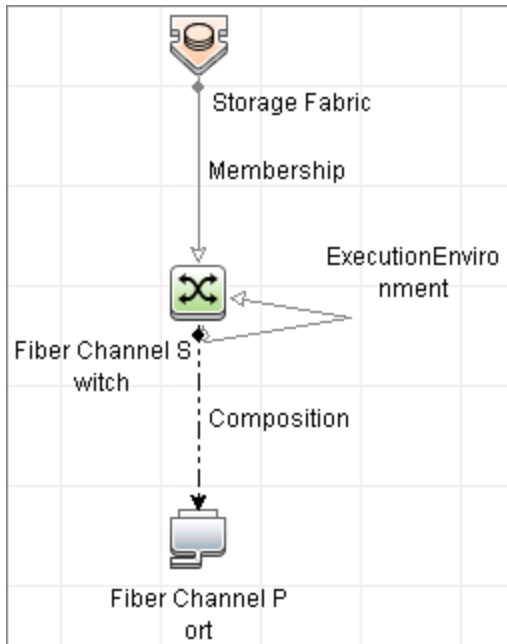 Storage Fabric
Membership
ExecutionEnviro
nment
Fiber Channel S
witch
Composition
Fiber Channel P
ort